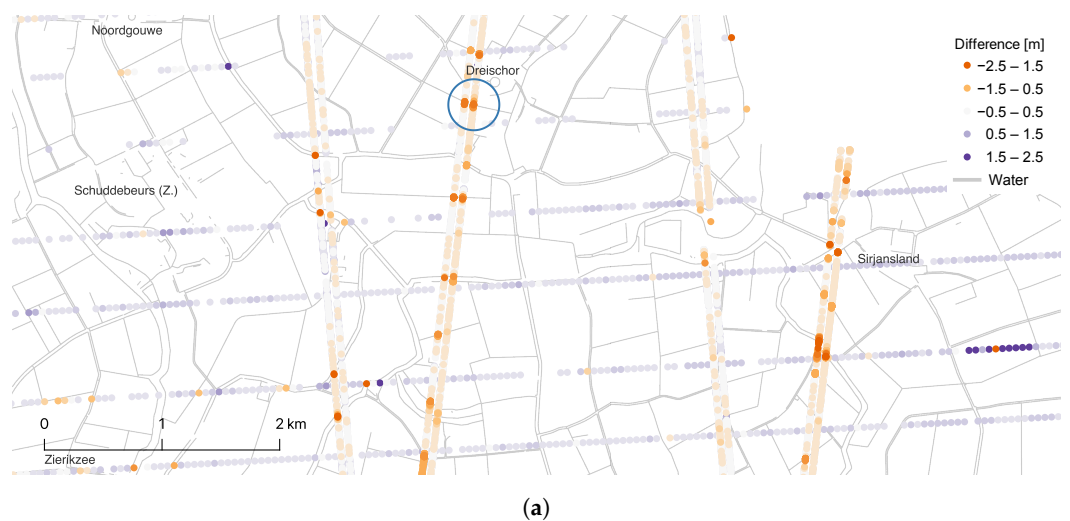 Noordgouwe
Dreischor
Difference [m]
−2.5 – 1.5
−1.5 – 0.5
−0.5 – 0.5
0.5 – 1.5
1.5 – 2.5
Water
Schuddebeurs (Z.)
Sirjansland
0 1 2 km
Zierikzee
(a)